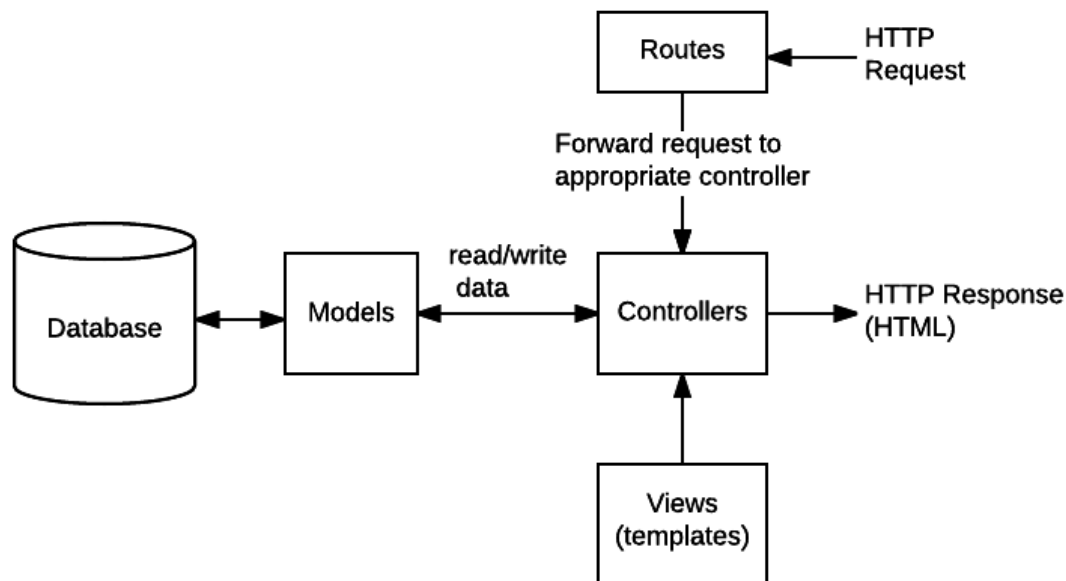 Routes
HTTP
Request
Forward request to
appropriate controller
read/write
data
Database
Models
Controllers
HTTP Response
(HTML)
Views
(templates)